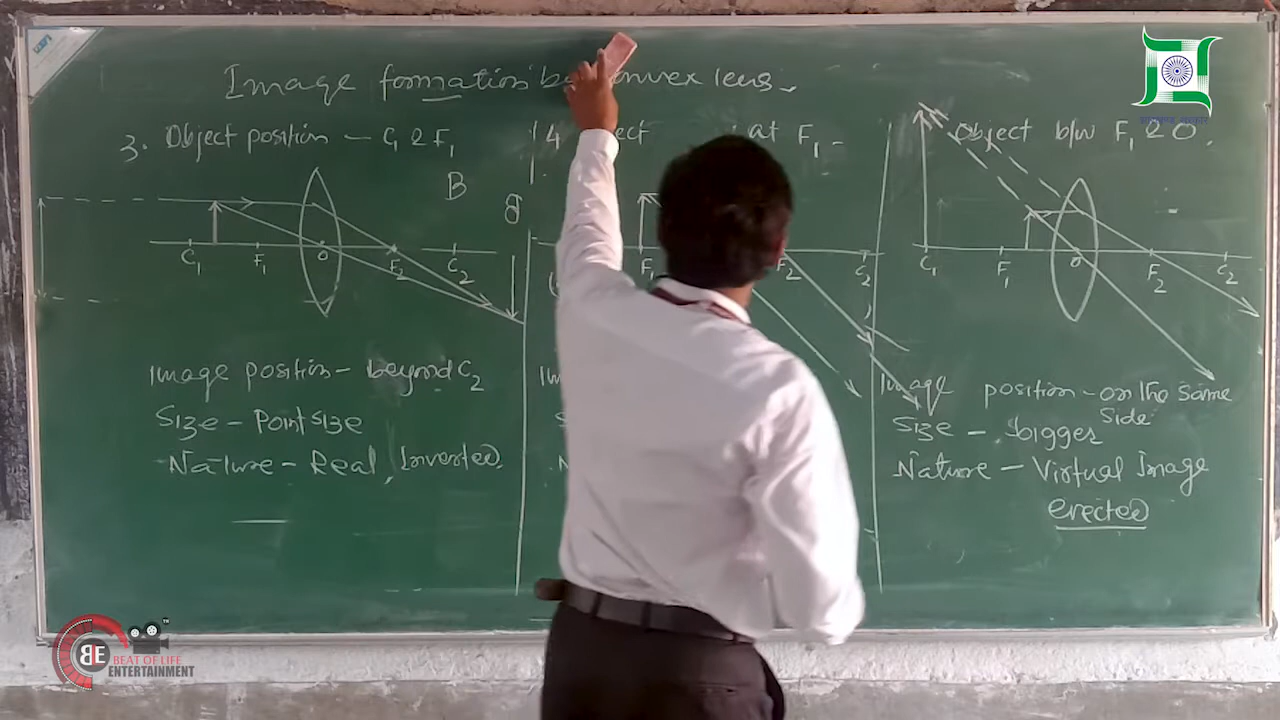 Image formation by convex lens
3. Object position - C1 & F1
B
B
C1 F1 O F2 C2
Image position - beyond C2
Size - Point size
Nature - Real, Inverted.
4 at F1 -
F1 F2 C2
Object b/w F1 & O.
C1 F1 O F2 C2
Image position - on the same
side
Size - bigger
Nature - Virtual Image
erected
BE
BEAT OF LIFE
ENTERTAINMENT
TM